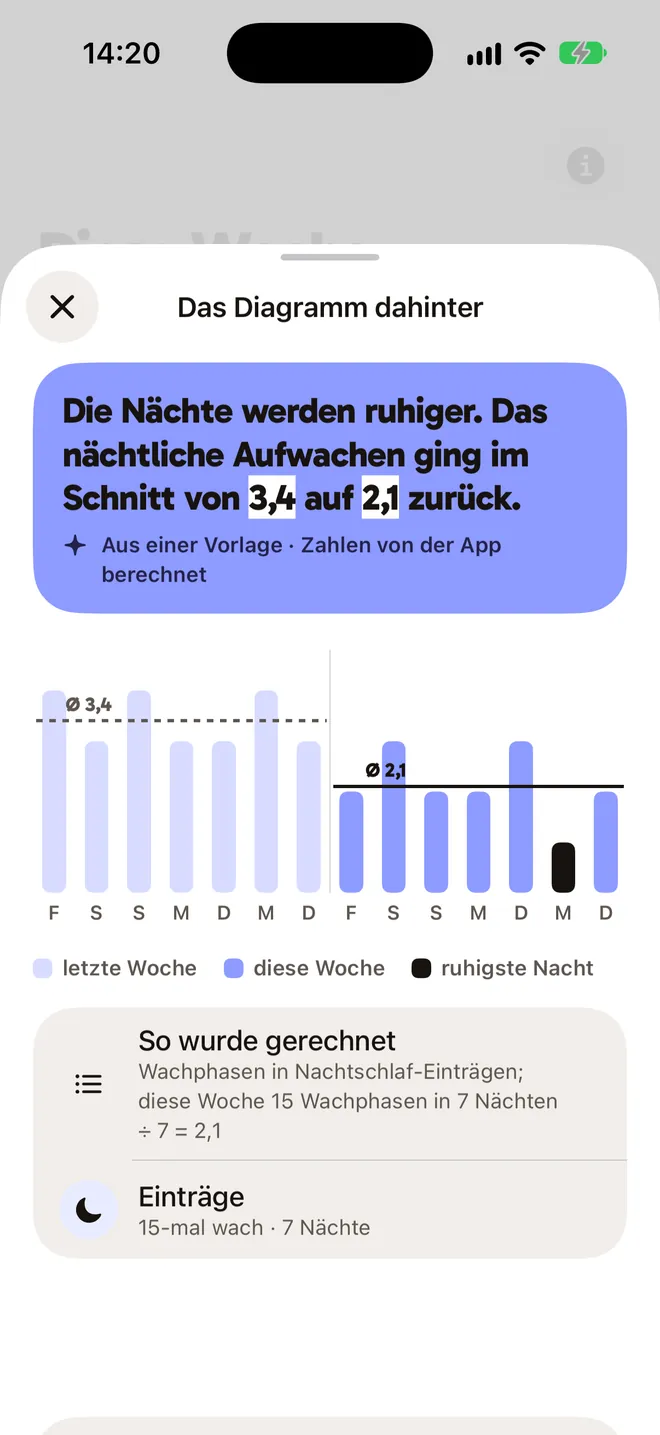 14:20
Das Diagramm dahinter
Die Nächte werden ruhiger. Das
nächtliche Aufwachen ging im
Schnitt von 3,4 auf 2,1 zurück.
Aus einer Vorlage · Zahlen von der App
berechnet
Ø 3,4
Ø 2,1
F S S M D M D F S S M D M D
letzte Woche diese Woche ruhigste Nacht
So wurde gerechnet
Wachphasen in Nachtschlaf-Einträgen;
diese Woche 15 Wachphasen in 7 Nächten
÷ 7 = 2,1
Einträge
15-mal wach · 7 Nächte